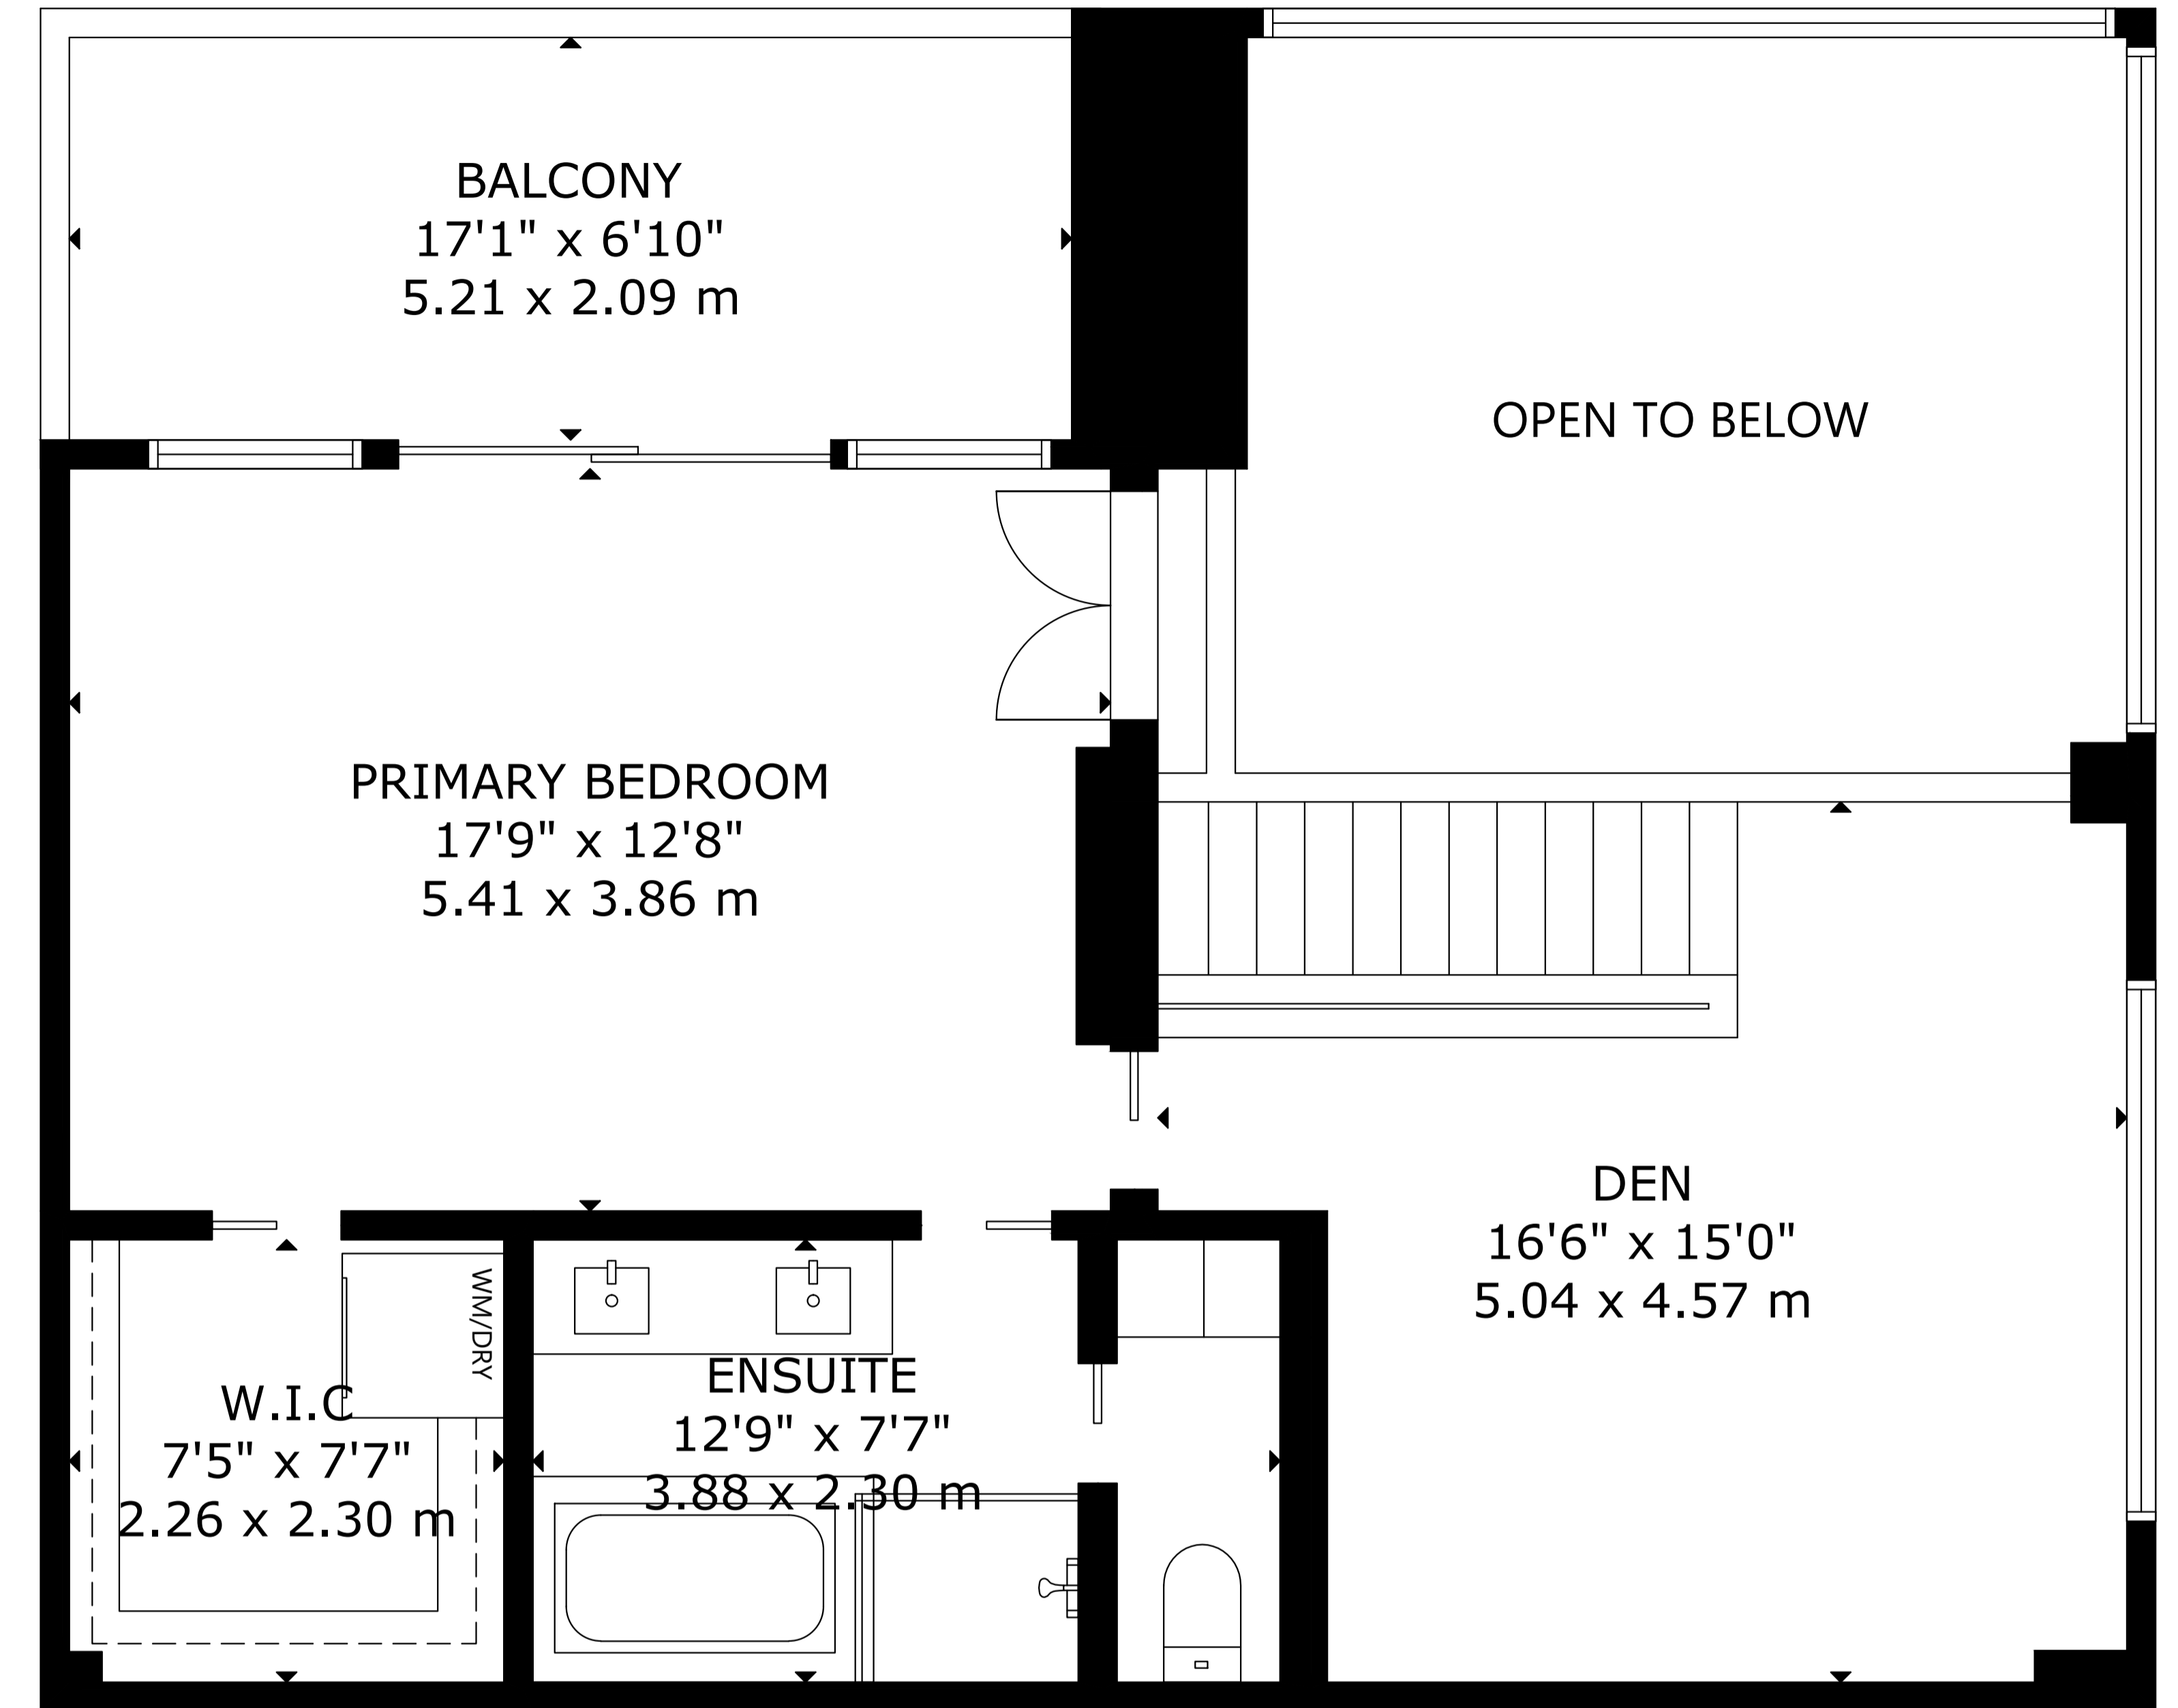 BALCONY
17'1" x 6'10"
5.21 x 2.09 m
OPEN TO BELOW
PRIMARY BEDROOM
17'9" x 12'8"
5.41 x 3.86 m
DEN
16'6" x 15'0"
5.04 x 4.57 m
WM/DRY
W.I.C
7'5" x 7'7"
2.26 x 2.30 m
ENSUITE
12'9" x 7'7"
3.88 x 2.30 m